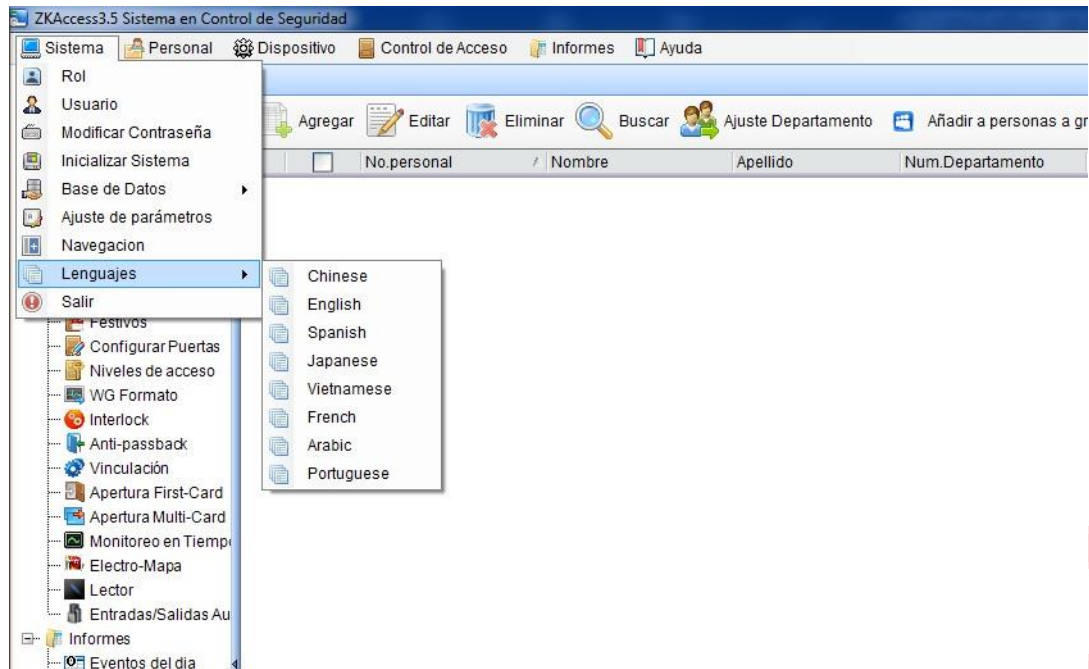 ZKAccess3.5 Sistema en Control de Seguridad
Sistema Personal Dispositivo Control de Acceso Informes Ayuda
Rol
Usuario
Modificar Contraseña
Inicializar Sistema
Base de Datos
Ajuste de parámetros
Navegacion
Lenguajes
Salir
Agregar Editar Eliminar Buscar Ajuste Departamento Añadir a personas a gr
No.personal Nombre Apellido Num.Departamento
Chinese
English
Spanish
Japanese
Vietnamese
French
Arabic
Portuguese
Festivos
Configurar Puertas
Niveles de acceso
WG Formato
Interlock
Anti-passback
Vinculación
Apertura First-Card
Apertura Multi-Card
Monitoreo en Tiemp
Electro-Mapa
Lector
Entradas/Salidas Au
Informes
Eventos del dia